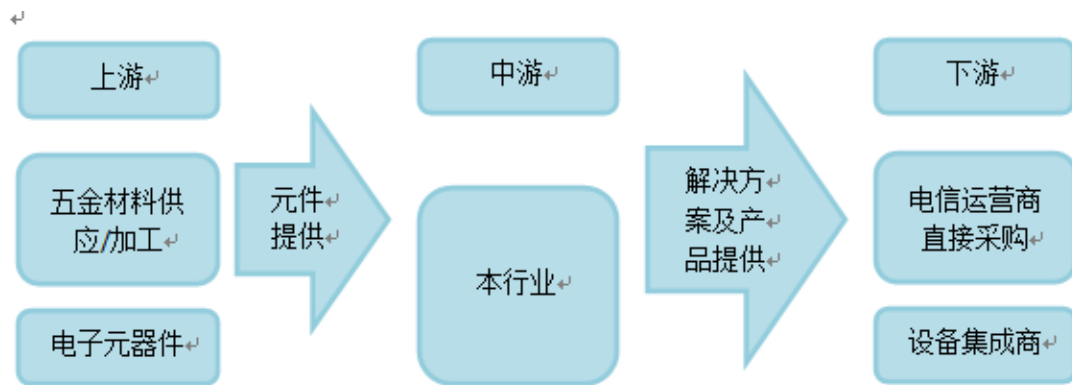 上游
中游
下游
五金材料供
应/加工
电子元器件
元件
提供
本行业
解决方
案及产
品提供
电信运营商
直接采购
设备集成商